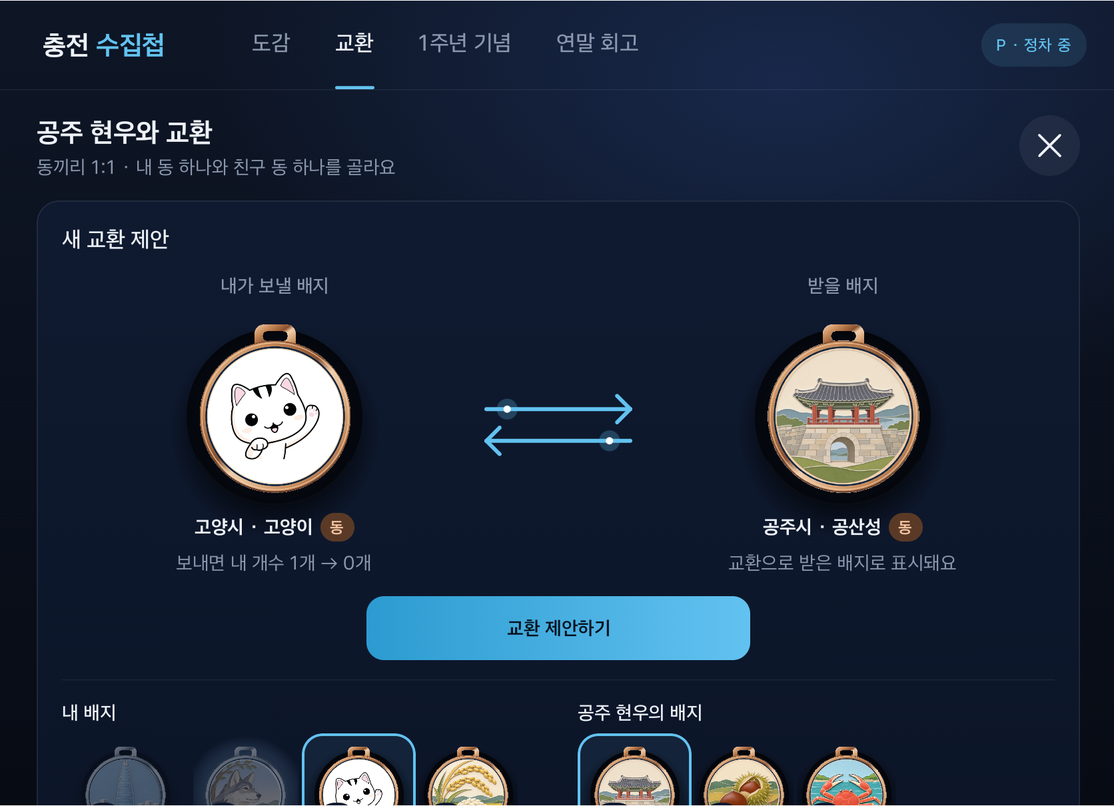 충전 수집첩 도감 교환 1주년 기념 연말 회고 P · 정차 중
공주 현우와 교환
동끼리 1:1 · 내 동 하나와 친구 동 하나를 골라요
새 교환 제안
내가 보낼 배지
받을 배지
고양시 · 고양이 동
보내면 내 개수 1개 → 0개
공주시 · 공산성 동
교환으로 받은 배지로 표시돼요
교환 제안하기
내 배지
공주 현우의 배지